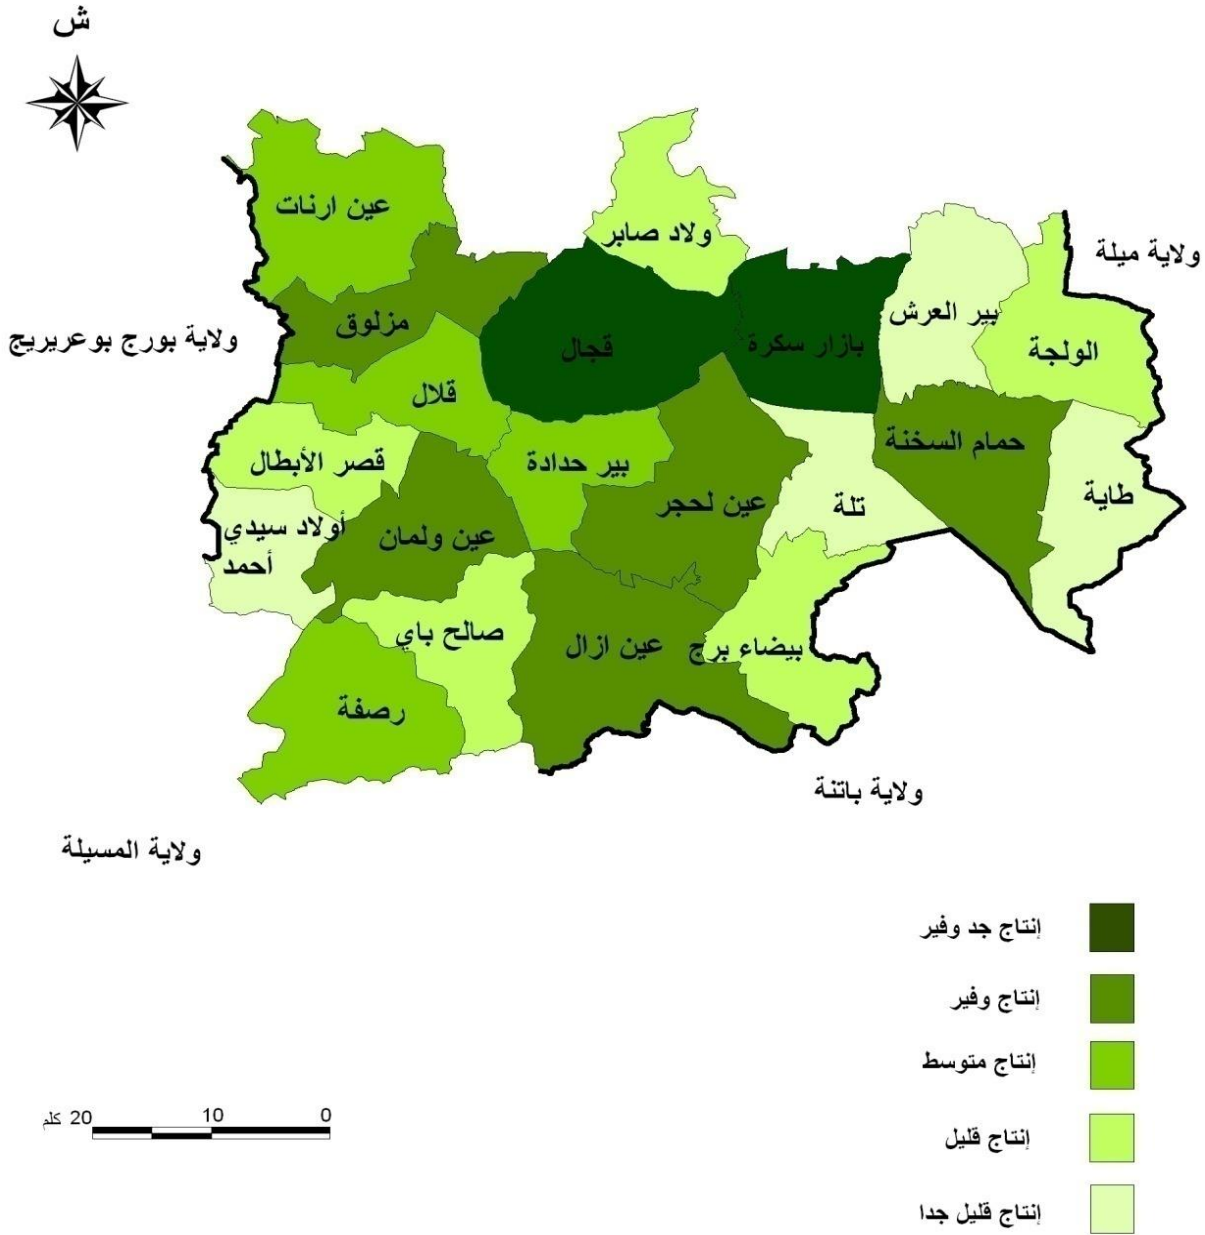 ش
عين ارنات
ولاد صابر
ولاية ميلة
بير العرش
مزلوق
ولاية بورج بوعريريج
قجال
بازار سكرة
الولجة
قلال
حمام السخنة
قصر الأبطال
بير حدادة
طاية
عين لحجر
تلة
أولاد سيدي
أحمد
عين ولمان
صالح باي
عين ازال
بيضاء برج
رصفة
ولاية باتنة
ولاية المسيلة
إنتاج جد وفير
إنتاج وفير
إنتاج متوسط
إنتاج قليل
إنتاج قليل جدا
0 10 20 كلم